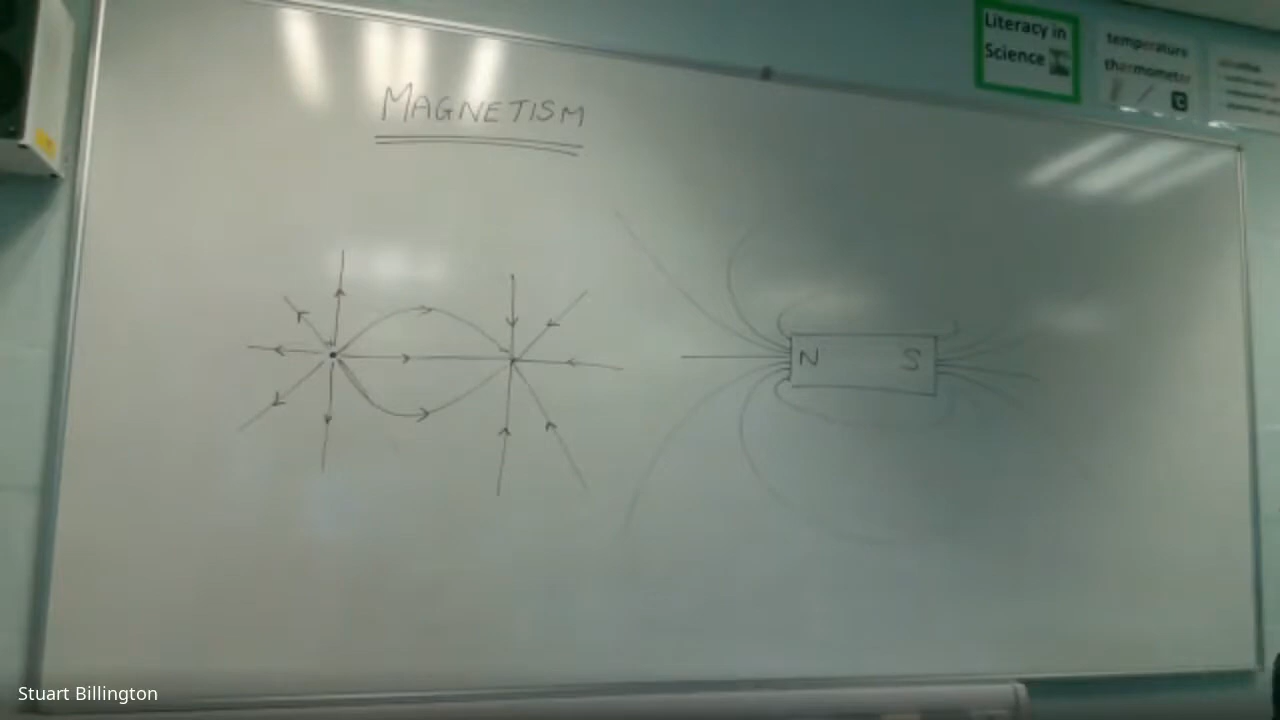 MAGNETISM
N S
Literacy in
Science
temperature
thermometer
Stuart Billington